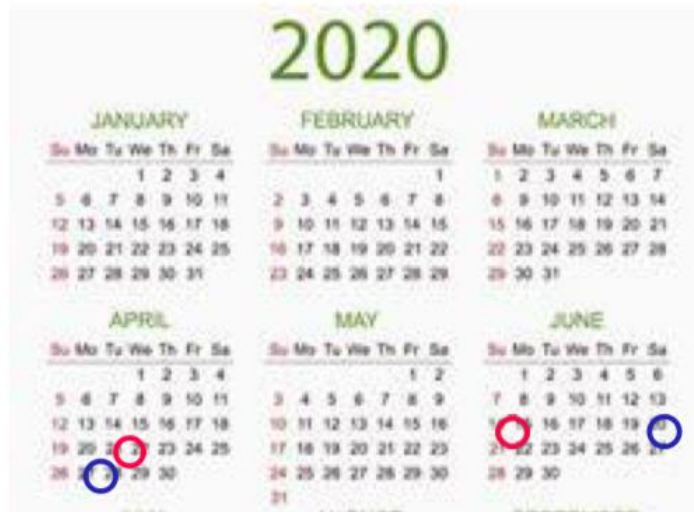 2020
JANUARY FEBRUARY MARCH
Su Mo Tu We Th Fr Sa Su Mo Tu We Th Fr Sa Su Mo Tu We Th Fr Sa
1 2 3 4 1 1 2 3 4 5 6 7
5 6 7 8 9 10 11 2 3 4 5 6 7 8 8 9 10 11 12 13 14
12 13 14 15 16 17 18 9 10 11 12 13 14 15 15 16 17 18 19 20 21
19 20 21 22 23 24 25 16 17 18 19 20 21 22 22 23 24 25 26 27 28
26 27 28 29 30 31 23 24 25 26 27 28 29 29 30 31
APRIL MAY JUNE
Su Mo Tu We Th Fr Sa Su Mo Tu We Th Fr Sa Su Mo Tu We Th Fr Sa
1 2 3 4 1 2 1 2 3 4 5 6
5 6 7 8 9 10 11 3 4 5 6 7 8 9 7 8 9 10 11 12 13
12 13 14 15 16 17 18 10 11 12 13 14 15 16 16 17 18 19 20
19 20 23 24 25 17 18 19 20 21 22 23 21 22 23 24 25 26 27
26 29 30 24 25 26 27 28 29 30 28 29 30
31